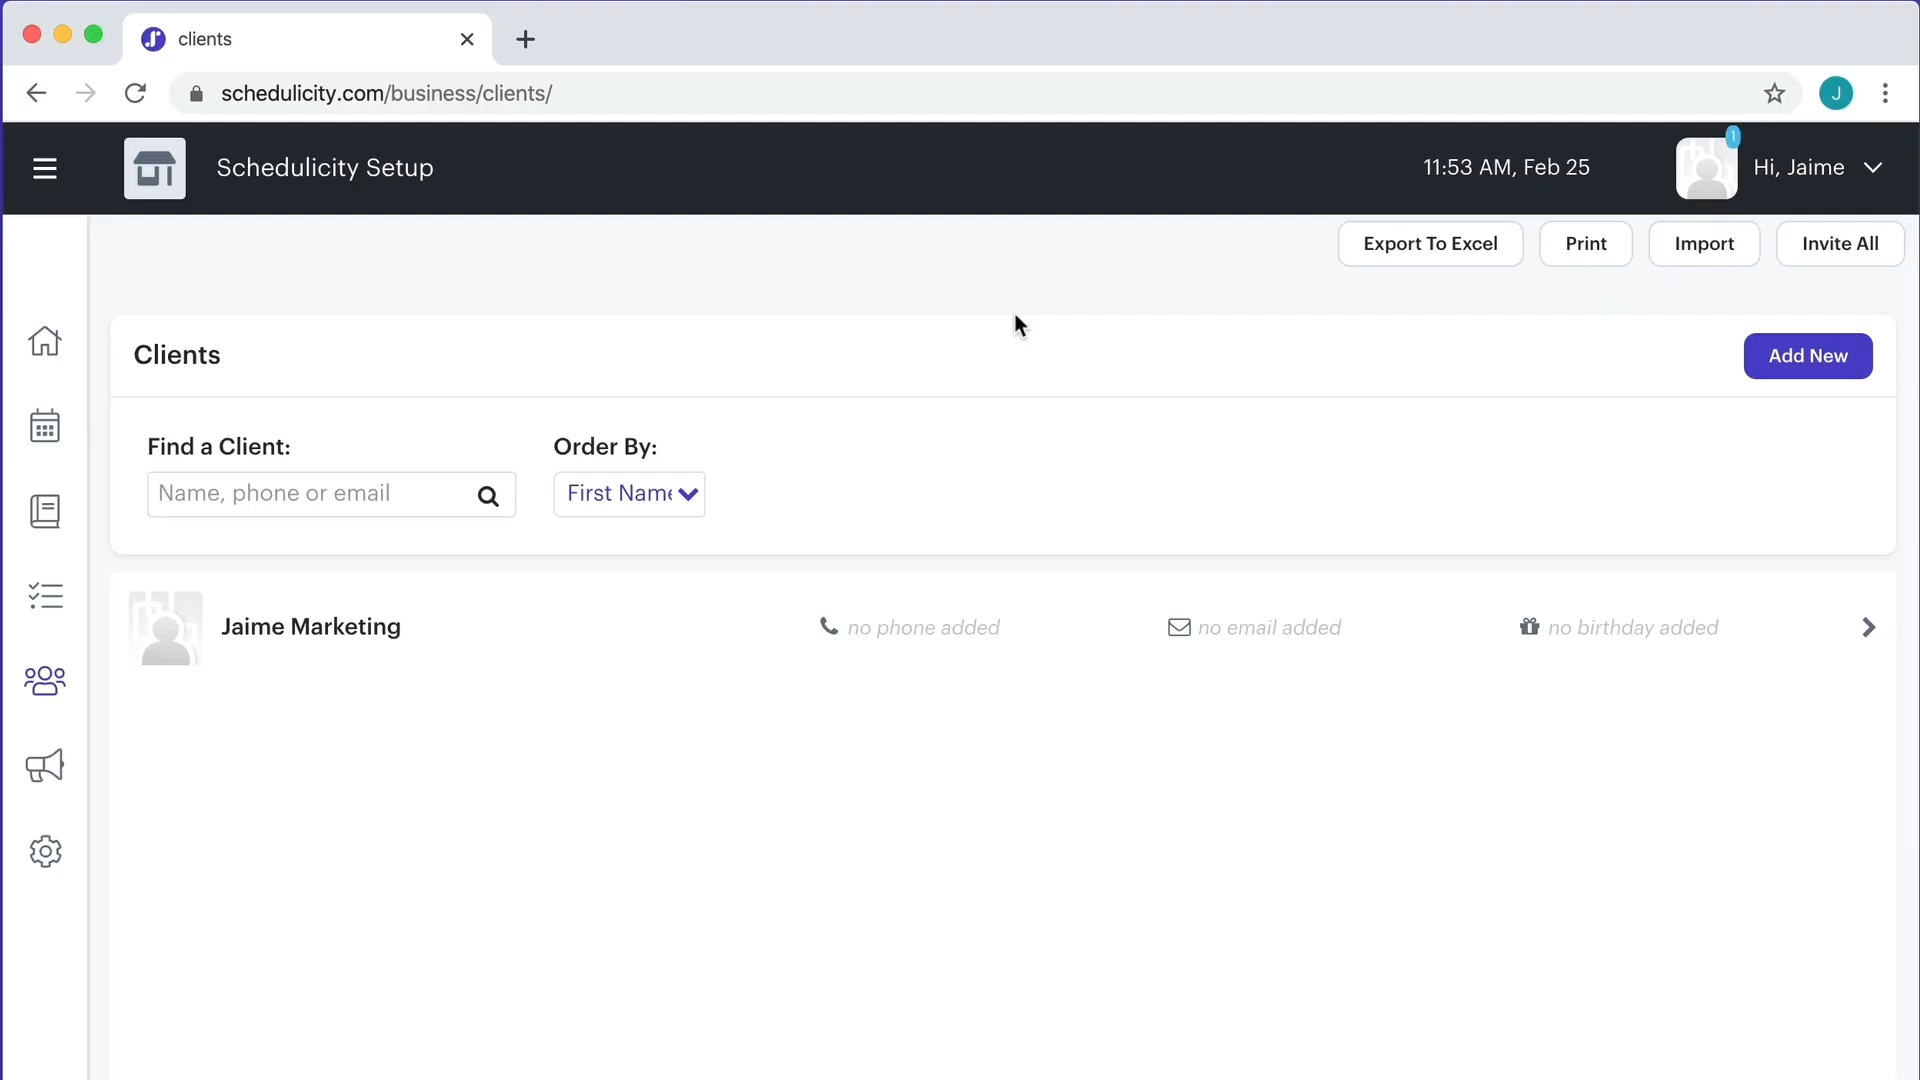 clients
schedulicity.com/business/clients/
J
Schedulicity Setup
11:53 AM, Feb 25
1
Hi, Jaime
Export To Excel
Print
Import
Invite All
Clients
Add New
Find a Client:
Order By:
Name, phone or email
First Name
Jaime Marketing
no phone added
no email added
no birthday added